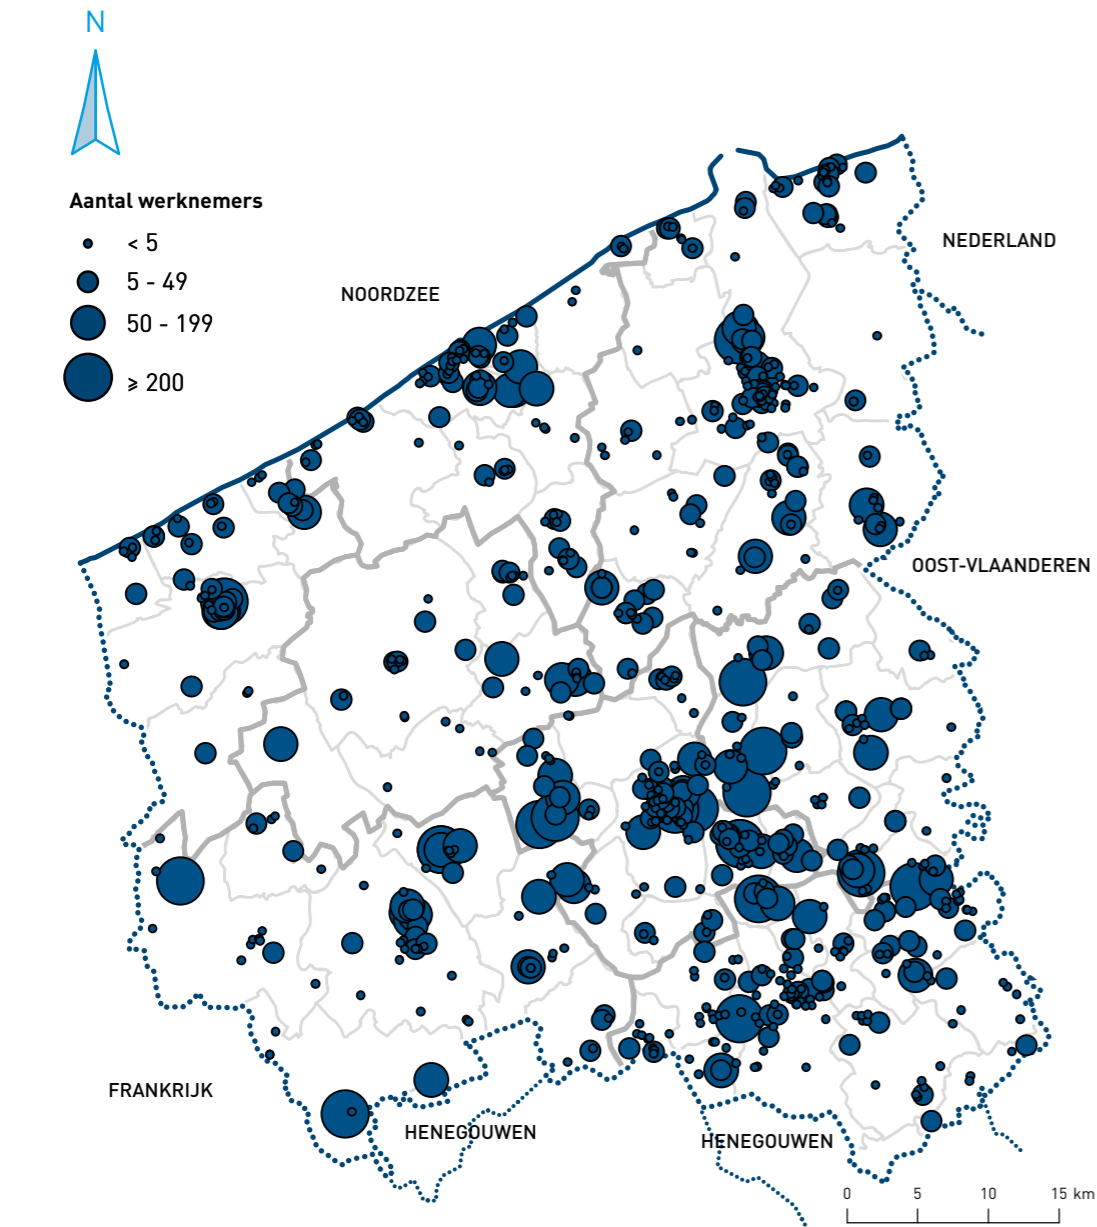 N
Aantal werknemers
< 5
5 - 49
50 - 199
⩾ 200
NOORDZEE
NEDERLAND
OOST-VLAANDEREN
FRANKRIJK
HENEGOUWEN
HENEGOUWEN
0 5 10 15 km